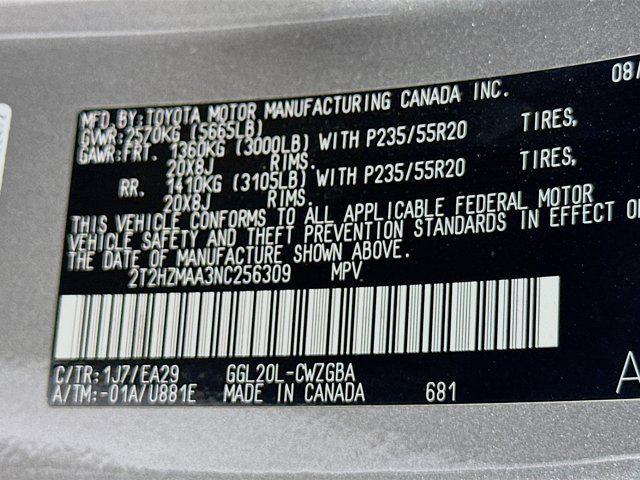 08/
MFD. BY: TOYOTA MOTOR MANUFACTURING CANADA INC.
GVWR: 2570KG (5665LB)
GAWR: FRT. 1360KG (3000LB) WITH P235/55R20 TIRES,
20X8J RIMS.
RR. 1410KG (3105LB) WITH P235/55R20 TIRES,
20X8J RIMS.
THIS VEHICLE CONFORMS TO ALL APPLICABLE FEDERAL MOTOR
VEHICLE SAFETY AND THEFT PREVENTION STANDARDS IN EFFECT
THE DATE OF MANUFACTURE SHOWN ABOVE.
2T2HZMAA3NC256309 MPV
C/TR: 1J7/EA29 GGL20L-CWZGBA
A/TM: -01A/U881E MADE IN CANADA 681